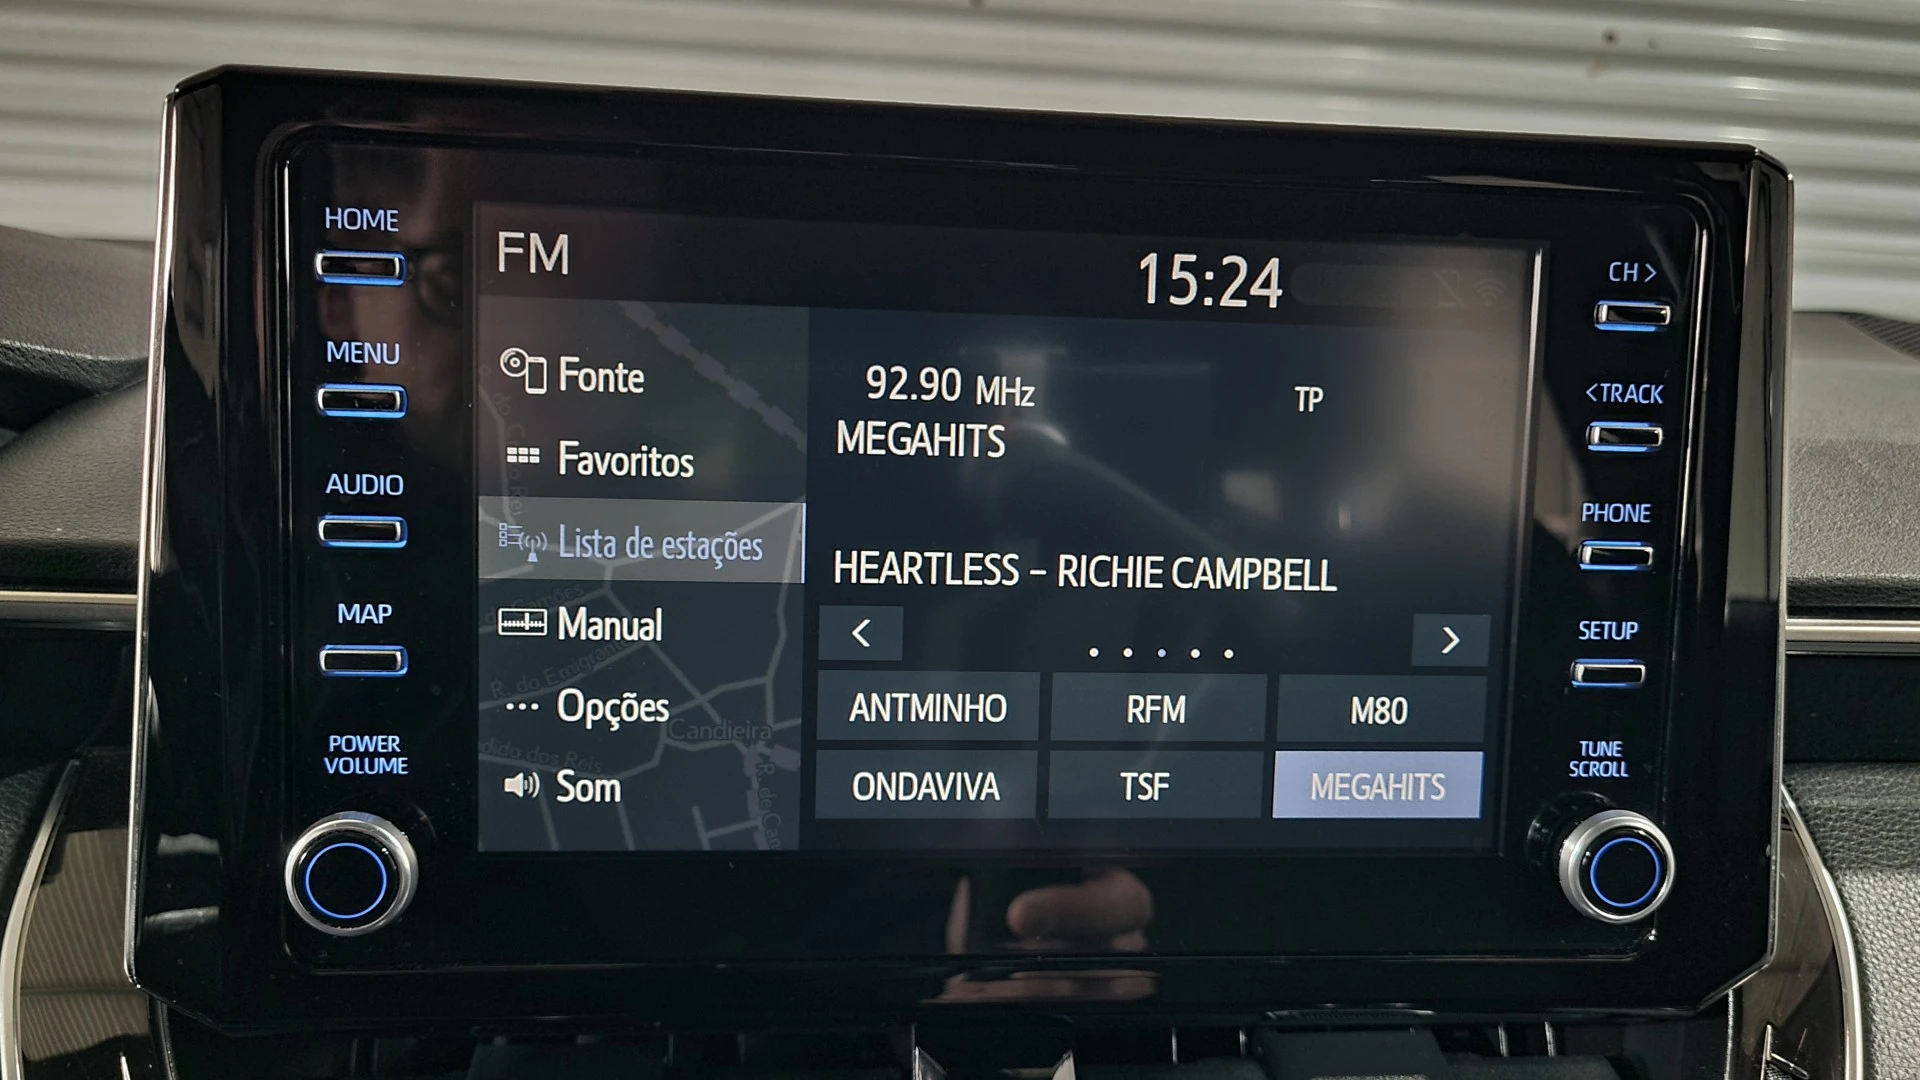 HOME
MENU
AUDIO
MAP
POWER
VOLUME
FM
15:24
Fonte
Favoritos
Lista de estações
Manual
Opções
Som
R. do Emigrante
Candieira
92.90 MHz
TP
MEGAHITS
HEARTLESS - RICHIE CAMPBELL
<
>
ANTMINHO
RFM
M80
ONDAVIVA
TSF
MEGAHITS
CH >
< TRACK
PHONE
SETUP
TUNE
SCROLL